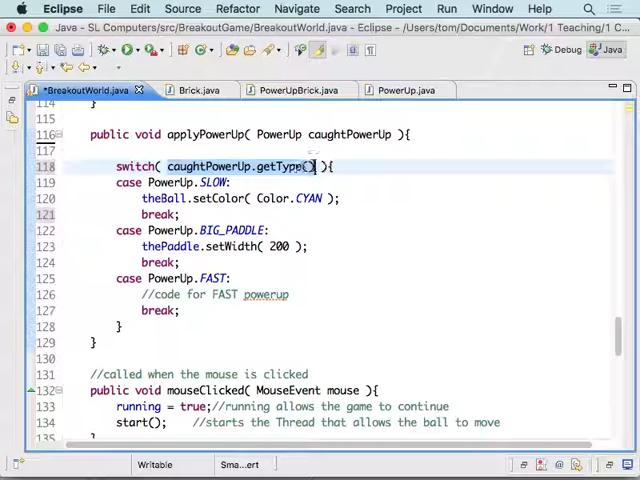 Eclipse File Edit Source Refactor Navigate Search Project Run Window Help
Java - SL Computers/src/BreakoutGame/BreakoutWorld.java - Eclipse - /Users/tom/Documents/Work/1 Teaching/1 C...
Debug Java
*BreakoutWorld.java Brick.java PowerUpBrick.java PowerUp.java
114 }
115
116 public void applyPowerUp( PowerUp caughtPowerUp ){
117
118 switch( caughtPowerUp.getType() ){
119 case PowerUp.SLOW:
120 theBall.setColor( Color.CYAN );
121 break;
122 case PowerUp.BIG_PADDLE:
123 thePaddle.setWidth( 200 );
124 break;
125 case PowerUp.FAST:
126 //code for FAST powerup
127 break;
128 }
129 }
130
131 //called when the mouse is clicked
132 public void mouseClicked( MouseEvent mouse ){
133 running = true;//running allows the game to continue
134 start(); //starts the Thread that allows the ball to move
135 }
Writable Sma...ert